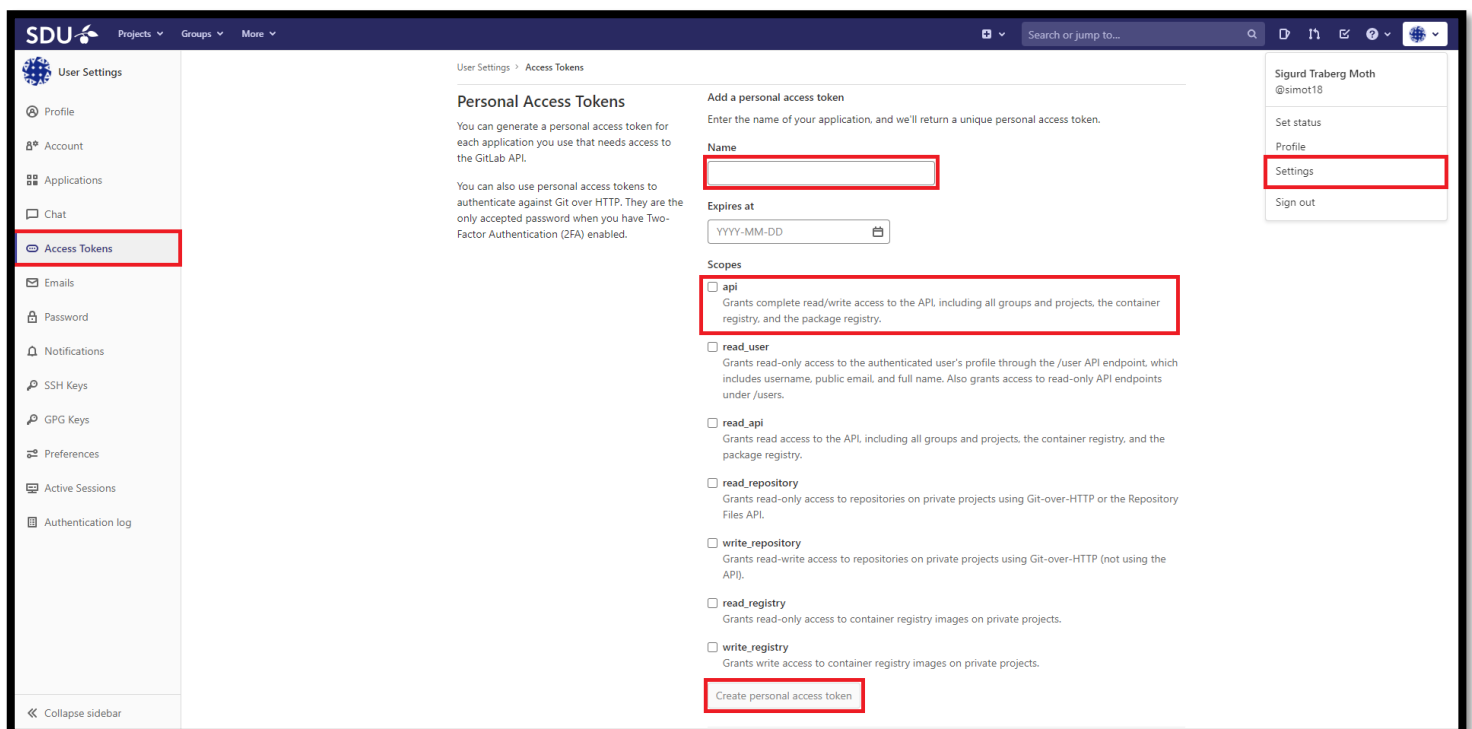 SDU Projects Groups More Search or jump to...
User Settings
Profile
Account
Applications
Chat
Access Tokens
Emails
Password
Notifications
SSH Keys
GPG Keys
Preferences
Active Sessions
Authentication log
Collapse sidebar
User Settings > Access Tokens
Personal Access Tokens
You can generate a personal access token for
each application you use that needs access to
the GitLab API.
You can also use personal access tokens to
authenticate against Git over HTTP. They are the
only accepted password when you have Two-
Factor Authentication (2FA) enabled.
Add a personal access token
Enter the name of your application, and we'll return a unique personal access token.
Name
Expires at
YYYY-MM-DD
Scopes
api
Grants complete read/write access to the API, including all groups and projects, the container
registry, and the package registry.
read_user
Grants read-only access to the authenticated user's profile through the /user API endpoint, which
includes username, public email, and full name. Also grants access to read-only API endpoints
under /users.
read_api
Grants read access to the API, including all groups and projects, the container registry, and the
package registry.
read_repository
Grants read-only access to repositories on private projects using Git-over-HTTP or the Repository
Files API.
write_repository
Grants read-write access to repositories on private projects using Git-over-HTTP (not using the
API).
read_registry
Grants read-only access to container registry images on private projects.
write_registry
Grants write access to container registry images on private projects.
Create personal access token
Sigurd Traberg Moth
@simot18
Set status
Profile
Settings
Sign out